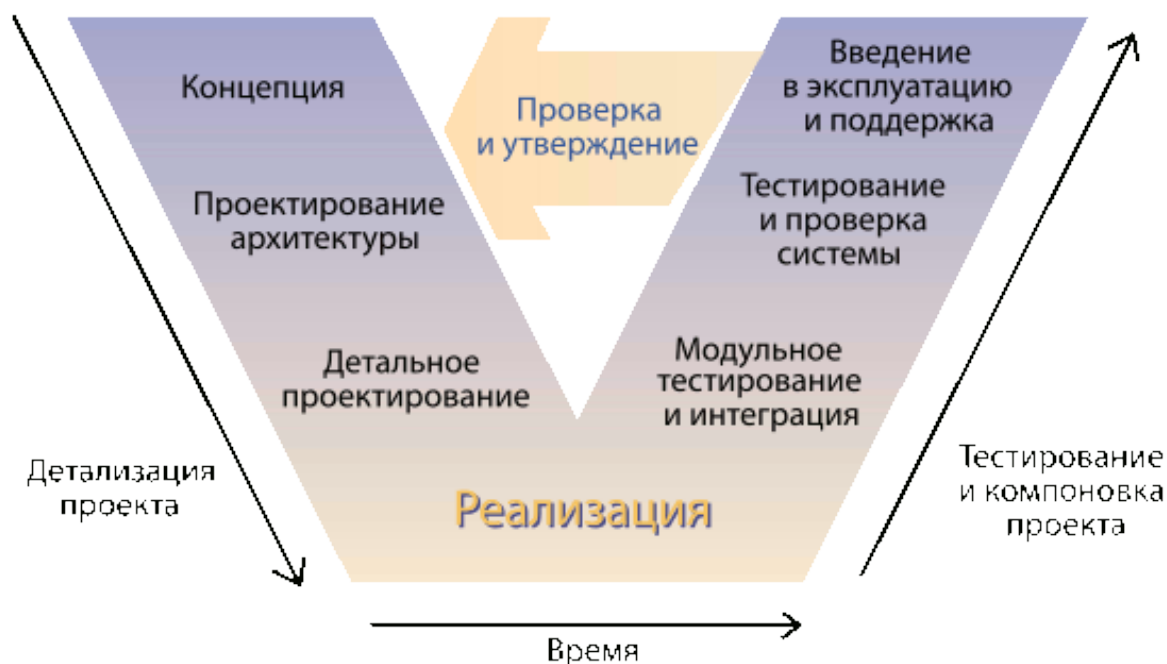 Концепция
Проектирование
архитектуры
Детальное
проектирование
Детализация
проекта
Реализация
Проверка
и утверждение
Введение
в эксплуатацию
и поддержка
Тестирование
и проверка
системы
Модульное
тестирование
и интеграция
Тестирование
и компоновка
проекта
Время